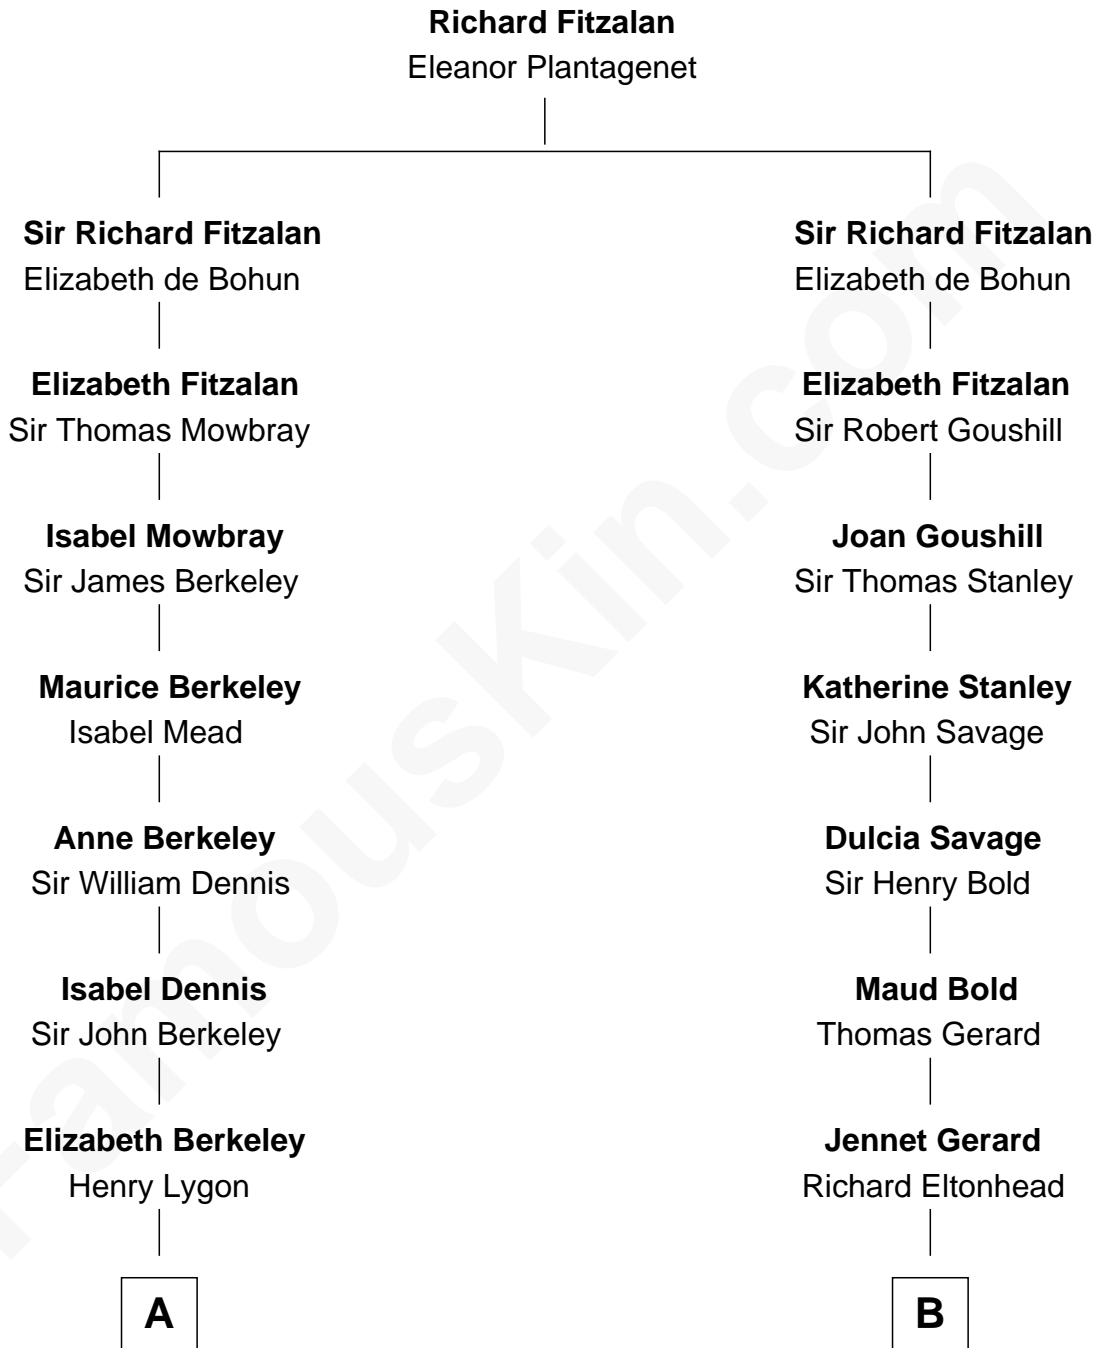 Richard Fitzalan
Eleanor Plantagenet
Sir Richard Fitzalan
Elizabeth de Bohun
Elizabeth Fitzalan
Sir Thomas Mowbray
Isabel Mowbray
Sir James Berkeley
Maurice Berkeley
Isabel Mead
Anne Berkeley
Sir William Dennis
Isabel Dennis
Sir John Berkeley
Elizabeth Berkeley
Henry Lygon
A
Sir Richard Fitzalan
Elizabeth de Bohun
Elizabeth Fitzalan
Sir Robert Goushill
Joan Goushill
Sir Thomas Stanley
Katherine Stanley
Sir John Savage
Dulcia Savage
Sir Henry Bold
Maud Bold
Thomas Gerard
Jennet Gerard
Richard Eltonhead
B
FamousKin.com